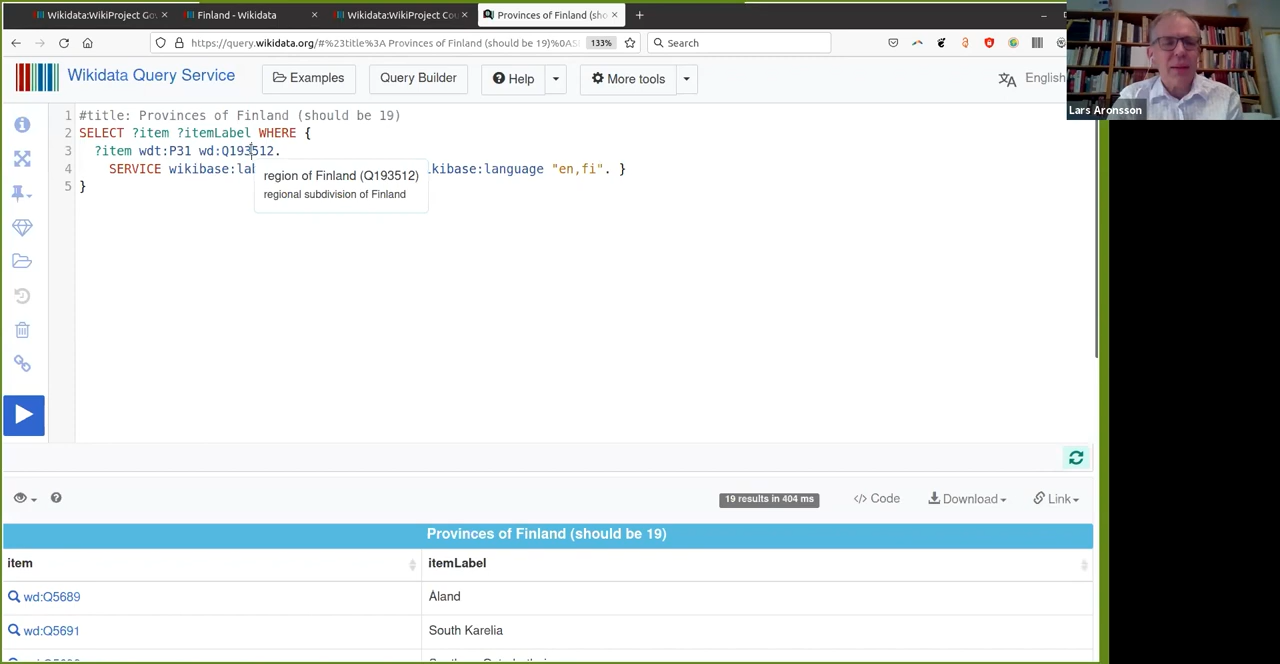 Wikidata:WikiProject Gov
Finland - Wikidata
Wikidata:WikiProject Cou
Provinces of Finland (sho
https://query.wikidata.org/#%23title%3A Provinces of Finland (should be 19)%0AS
133%
Search
Wikidata Query Service
Examples
Query Builder
Help
More tools
English
Lars Aronsson
1 #title: Provinces of Finland (should be 19)
2 SELECT ?item ?itemLabel WHERE {
3 ?item wdt:P31 wd:Q193512.
4 SERVICE wikibase:lab kibase:language "en,fi". }
5 }
region of Finland (Q193512)
regional subdivision of Finland
19 results in 404 ms
</> Code
Download
Link
Provinces of Finland (should be 19)
item itemLabel
wd:Q5689 Åland
wd:Q5691 South Karelia